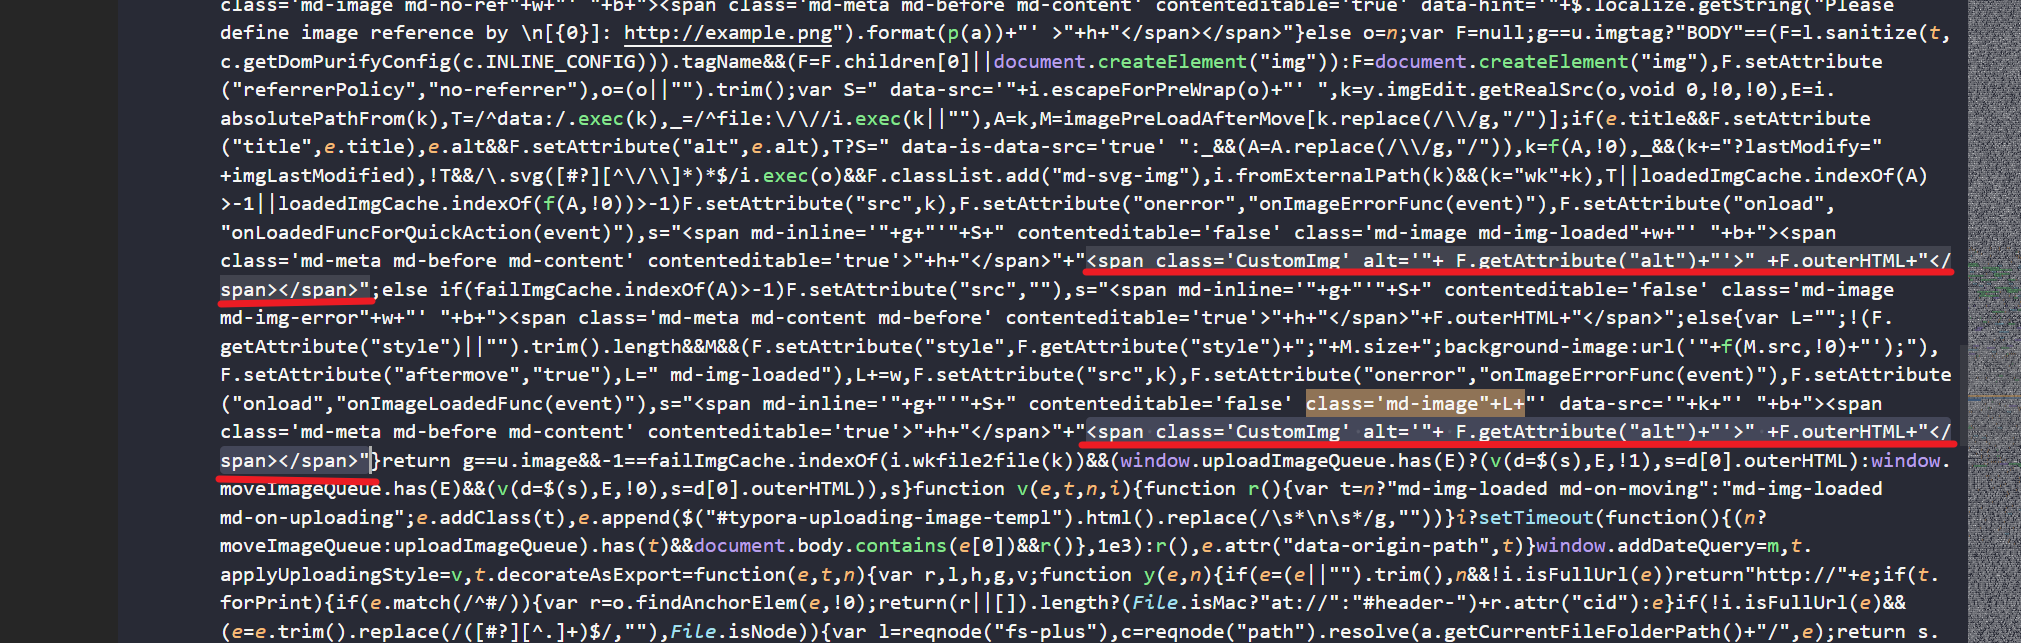 class='md-image md-no-ref"+w+"' "+b+"><span class='md-meta md-before md-content' contenteditable='true' data-hint='"+$.localize.getString("Please
define image reference by \n[{0}]: http://example.png").format(p(a))+"' >"+h+"</span></span>"}else o=n;var F=null;g==u.imgtag?"BODY"==(F=l.sanitize(t,
c.getDomPurifyConfig(c.INLINE_CONFIG))).tagName&&(F=F.children[0]||document.createElement("img")):F=document.createElement("img"),F.setAttribute
("referrerPolicy","no-referrer"),o=(o||"").trim();var S=" data-src='"+i.escapeForPreWrap(o)+"' ",k=y.imgEdit.getRealSrc(o,void 0,!0,!0),E=i.
absolutePathFrom(k),T=/^data:/.exec(k),_=/^file:\/\//i.exec(k||""),A=k,M=imagePreLoadAfterMove[k.replace(/\\/g,"/")];if(e.title&&F.setAttribute
("title",e.title),e.alt&&F.setAttribute("alt",e.alt),T?S=" data-is-data-src='true' ":_&&(A=A.replace(/\\/g,"/")),k=f(A,!0),_&&(k+="?lastModify="
+imgLastModified),!T&&/\.svg([#?][^\/\\]*)*$/i.exec(o)&&F.classList.add("md-svg-img"),i.fromExternalPath(k)&&(k="wk"+k),T||loadedImgCache.indexOf(A)
>-1||loadedImgCache.indexOf(f(A,!0))>-1)F.setAttribute("src",k),F.setAttribute("onerror","onImageErrorFunc(event)"),F.setAttribute("onload",
"onLoadedFuncForQuickAction(event)"),s="<span md-inline='"+g+"'"+S+" contenteditable='false' class='md-image md-img-loaded"+w+"' "+b+"><span
class='md-meta md-before md-content' contenteditable='true'>"+h+"</span>"+"<span class='CustomImg' alt='"+ F.getAttribute("alt")+"'>" +F.outerHTML+"</
span></span>";else if(failImgCache.indexOf(A)>-1)F.setAttribute("src",""),s="<span md-inline='"+g+"'"+S+" contenteditable='false' class='md-image
md-img-error"+w+"' "+b+"><span class='md-meta md-content md-before' contenteditable='true'>"+h+"</span>"+F.outerHTML+"</span>";else{var L="";!(F.
getAttribute("style")||"").trim().length&&M&&(F.setAttribute("style",F.getAttribute("style")+";"+M.size+";background-image:url('"+f(M.src,!0)+"');"),
F.setAttribute("aftermove","true"),L=" md-img-loaded"),L+=w,F.setAttribute("src",k),F.setAttribute("onerror","onImageErrorFunc(event)"),F.setAttribute
("onload","onImageLoadedFunc(event)"),s="<span md-inline='"+g+"'"+S+" contenteditable='false' class='md-image"+L+"' data-src='"+k+"' "+b+"><span
class='md-meta md-before md-content' contenteditable='true'>"+h+"</span>"+"<span class='CustomImg' alt='"+ F.getAttribute("alt")+"'>" +F.outerHTML+"</
span></span>"}return g==u.image&&-1==failImgCache.indexOf(i.wkfile2file(k))&&(window.uploadImageQueue.has(E)?(v(d=$(s),E,!1),s=d[0].outerHTML):window.
moveImageQueue.has(E)&&(v(d=$(s),E,!0),s=d[0].outerHTML)),s}function v(e,t,n,i){function r(){var t=n?"md-img-loaded md-on-moving":"md-img-loaded
md-on-uploading";e.addClass(t),e.append($("#typora-uploading-image-templ").html().replace(/\s*\n\s*/g,""))}i?setTimeout(function(){(n?
moveImageQueue:uploadImageQueue).has(t)&&document.body.contains(e[0])&&r()},1e3):r(),e.attr("data-origin-path",t)}window.addDateQuery=m,t.
applyUploadingStyle=v,t.decorateAsExport=function(e,t,n){var r,l,h,g,v;function y(e,n){if(e=(e||"").trim(),n&&!i.isFullUrl(e))return"http://"+e;if(t.
forPrint){if(e.match(/^#/)){var r=o.findAnchorElem(e,!0);return(r||[]).length?(File.isMac?"at://":"#header-")+r.attr("cid"):e}if(!i.isFullUrl(e)&&
(e=e.trim().replace(/([#?][^.]+)$/,""),File.isNode)){var l=reqnode("fs-plus"),c=reqnode("path").resolve(a.getCurrentFileFolderPath()+"/",e);return s.